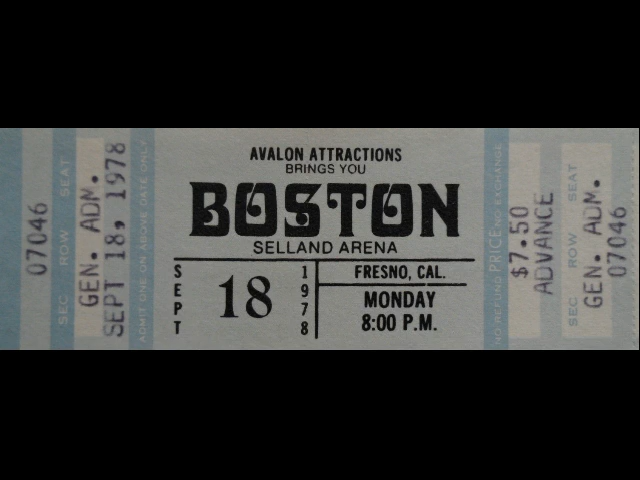 07046
SEC ROW SEAT
GEN. ADM.
SEPT 18, 1978
ADMIT ONE ON ABOVE DATE ONLY
AVALON ATTRACTIONS
BRINGS YOU
BOSTON
SELLAND ARENA
SEPT
18
1978
FRESNO, CAL.
MONDAY
8:00 P.M.
NO REFUND PRICE NO EXCHANGE
$7.50
ADVANCE
SEC ROW SEAT
GEN. ADM.
07046